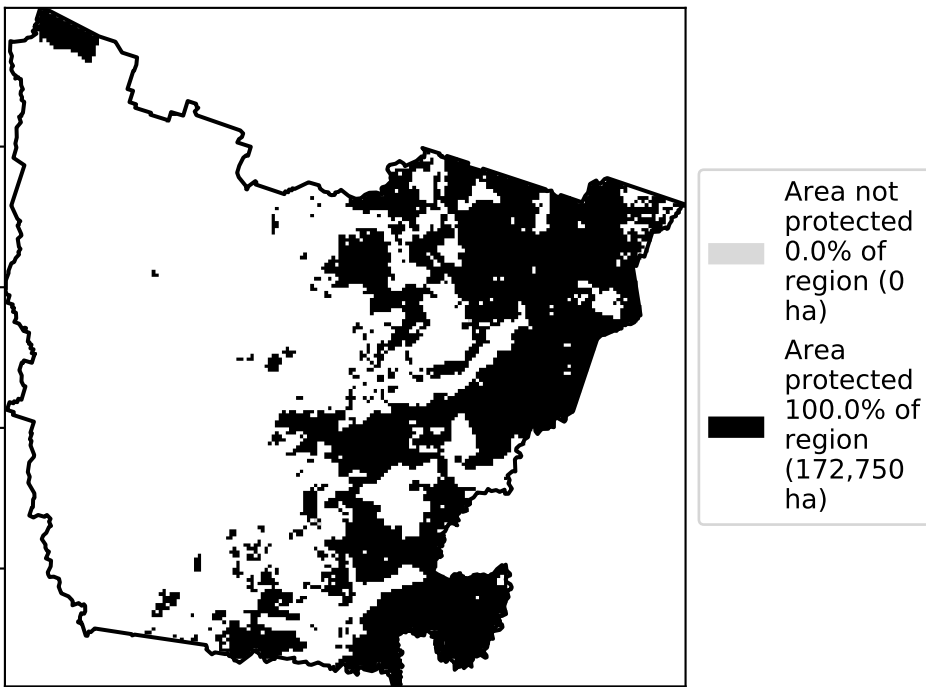 Area not
protected
0.0% of
region (0
ha)
Area
protected
100.0% of
region
(172,750
ha)